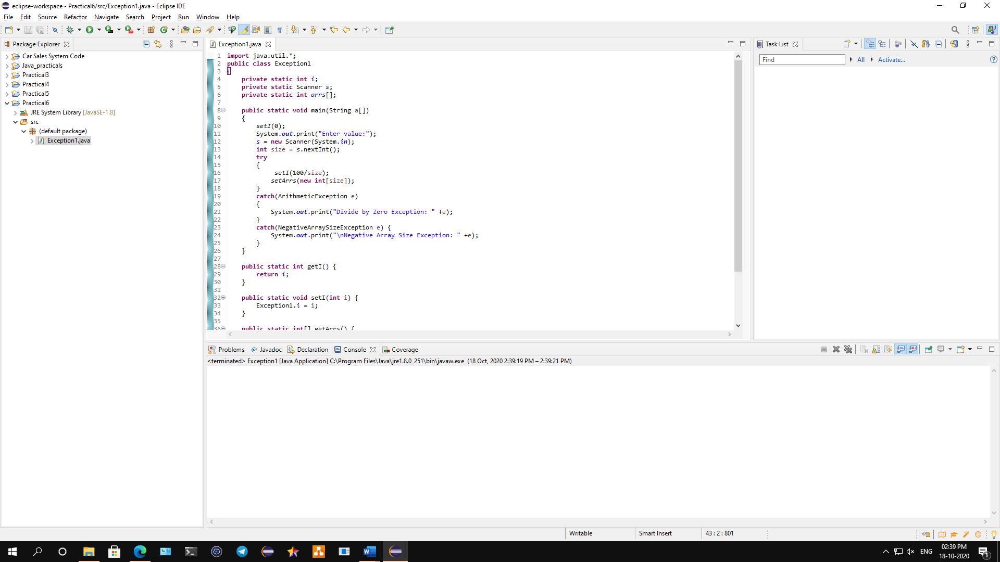 eclipse-workspace - Practical6/src/Exception1.java - Eclipse IDE
File Edit Source Refactor Navigate Search Project Run Window Help
Package Explorer
Car Sales System Code
Java_practicals
Practical3
Practical4
Practical5
Practical6
JRE System Library [JavaSE-1.8]
src
(default package)
Exception1.java
Exception1.java
1 import java.util.*;
2 public class Exception1
3 {
4 private static int i;
5 private static Scanner s;
6 private static int arrs[];
7
8 public static void main(String a[])
9 {
10 setI(0);
11 System.out.print("Enter value:");
12 s = new Scanner(System.in);
13 int size = s.nextInt();
14 try
15 {
16 setI(100/size);
17 setArrs(new int[size]);
18 }
19 catch(ArithmeticException e)
20 {
21 System.out.print("Divide by Zero Exception: " +e);
22 }
23 catch(NegativeArraySizeException e) {
24 System.out.print("\nNegative Array Size Exception: " +e);
25 }
26 }
27
28 public static int getI() {
29 return i;
30 }
31
32 public static void setI(int i) {
33 Exception1.i = i;
34 }
35
36 public static int[] getArrs() {
Task List
Find All Activate...
Problems Javadoc Declaration Console Coverage
<terminated> Exception1 [Java Application] C:\Program Files\Java\jre1.8.0_251\bin\javaw.exe (18 Oct, 2020 2:39:19 PM – 2:39:21 PM)
Writable Smart Insert 43 : 2 : 801
ENG 02:39 PM
18-10-2020
1